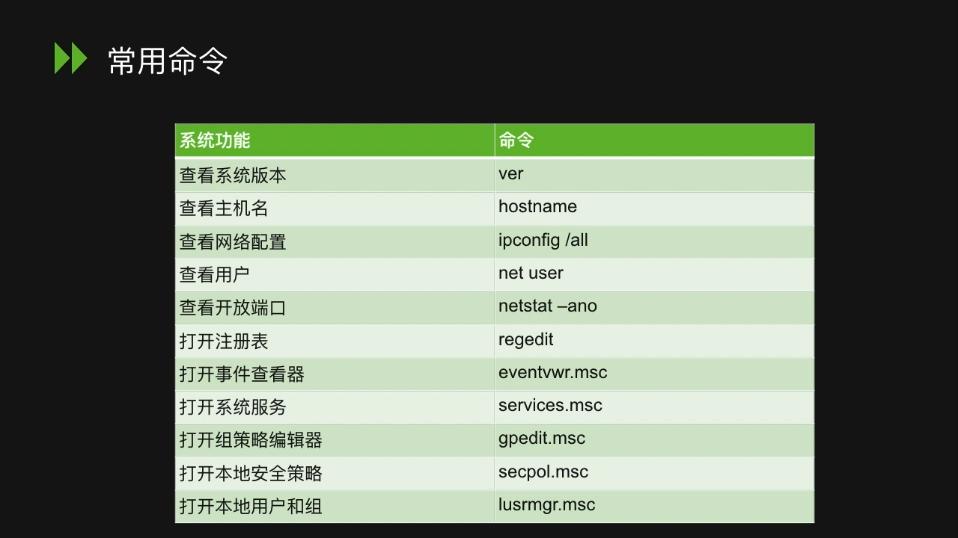 常用命令
系统功能 命令
查看系统版本 ver
查看主机名 hostname
查看网络配置 ipconfig /all
查看用户 net user
查看开放端口 netstat –ano
打开注册表 regedit
打开事件查看器 eventvwr.msc
打开系统服务 services.msc
打开组策略编辑器 gpedit.msc
打开本地安全策略 secpol.msc
打开本地用户和组 lusrmgr.msc